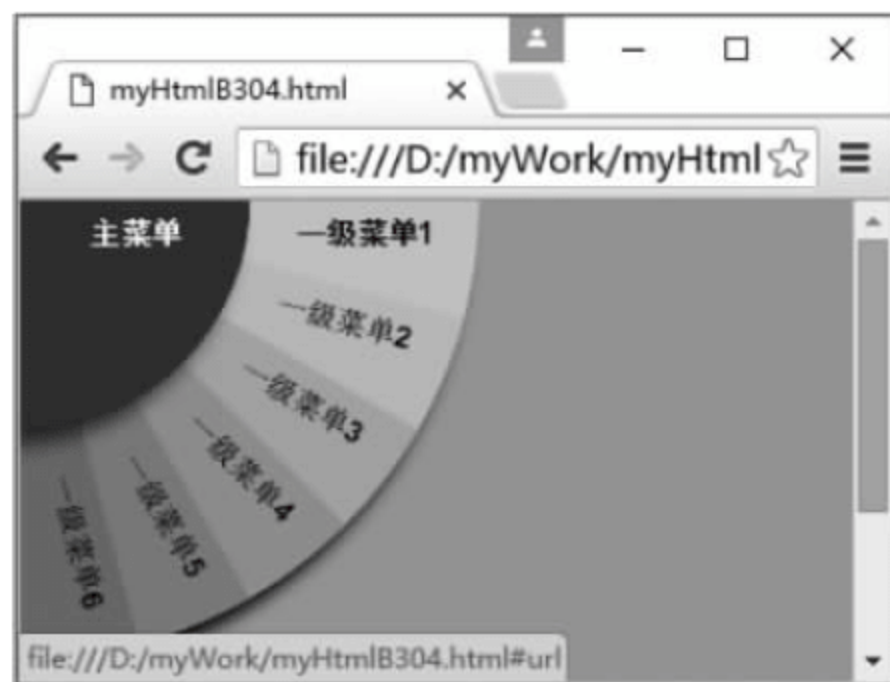 myHtmlB304.html
file:///D:/myWork/myHtml
主菜单
一级菜单1
一级菜单2
一级菜单3
一级菜单4
一级菜单5
一级菜单6
file:///D:/myWork/myHtmlB304.html#url